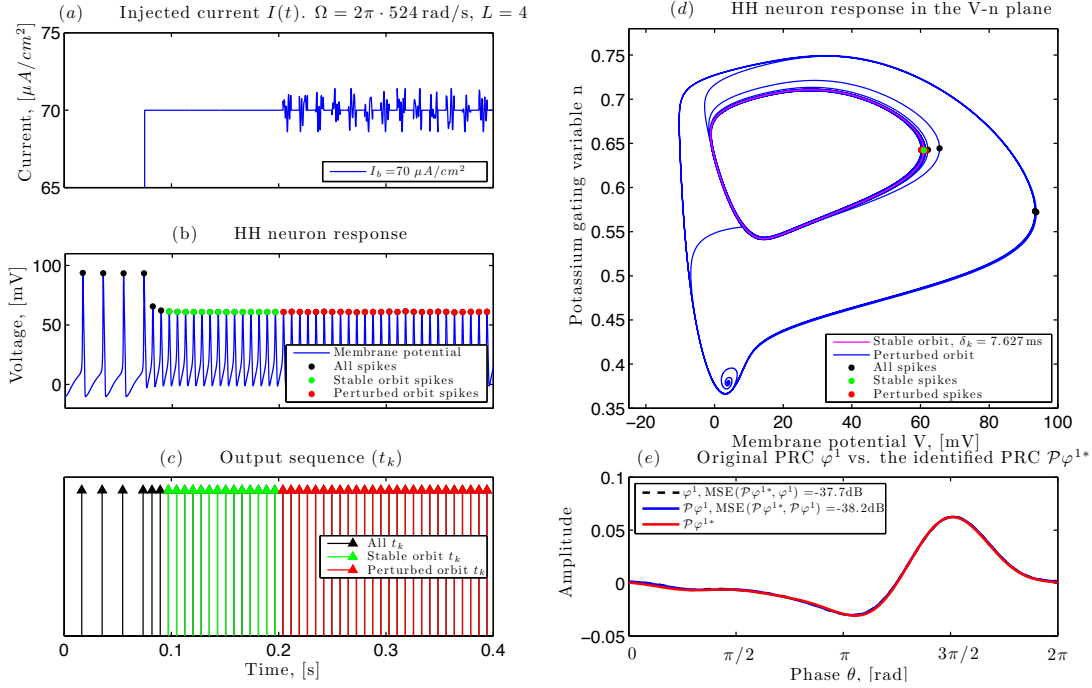 (a) Injected current I(t). Ω = 2π · 524 rad/s, L = 4
Current, [μA/cm²]
75
70
65
I_b =70 μA/cm²
(b) HH neuron response
Voltage, [mV]
100
50
0
Membrane potential
All spikes
Stable orbit spikes
Perturbed orbit spikes
(c) Output sequence (t_k)
All t_k
Stable orbit t_k
Perturbed orbit t_k
0 0.1 0.2 0.3 0.4
Time, [s]
(d) HH neuron response in the V-n plane
Potassium gating variable n
0.75
0.7
0.65
0.6
0.55
0.5
0.45
0.4
0.35
Stable orbit, δ_k = 7.627 ms
Perturbed orbit
All spikes
Stable spikes
Perturbed spikes
−20 0 20 40 60 80 100
Membrane potential V, [mV]
(e) Original PRC φ¹ vs. the identified PRC 𝒫φ¹*
Amplitude
0.1
0.05
0
−0.05
φ¹, MSE(𝒫φ¹*, φ¹) =-37.7dB
𝒫φ¹, MSE(𝒫φ¹*, 𝒫φ¹) =-38.2dB
𝒫φ¹*
0 π/2 π 3π/2 2π
Phase θ, [rad]